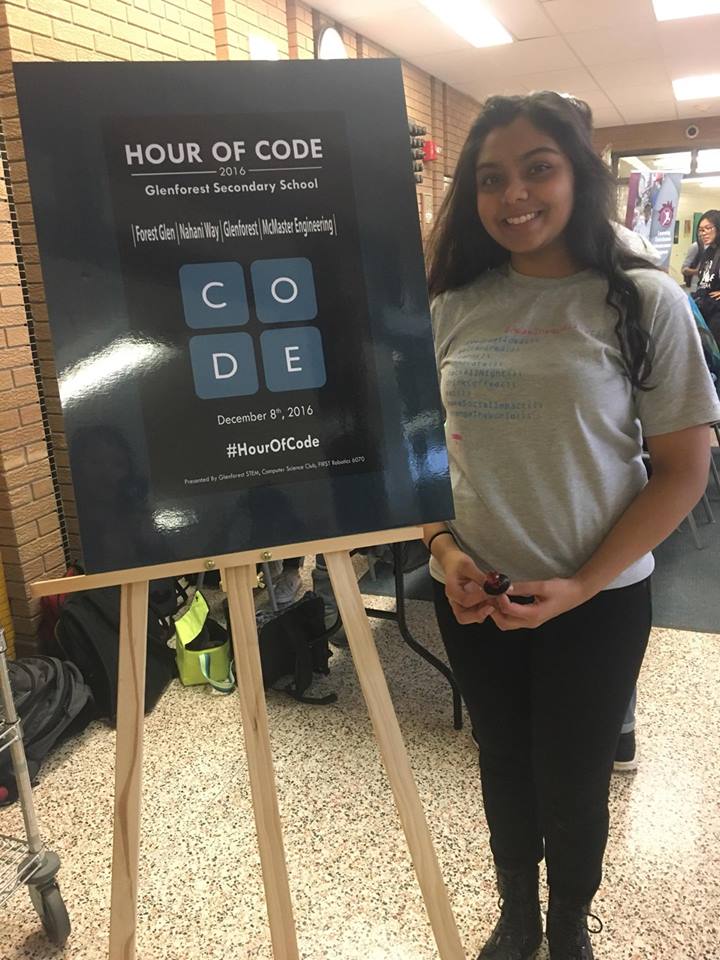 HOUR OF CODE
2016
Glenforest Secondary School
|Forest Glen|Nahani Way|Glenforest|McMaster Engineering|
C O
D E
December 8th, 2016
#HourOfCode
Presented By Glenforest STEM, Computer Science Club, FIRST Robotics 6070